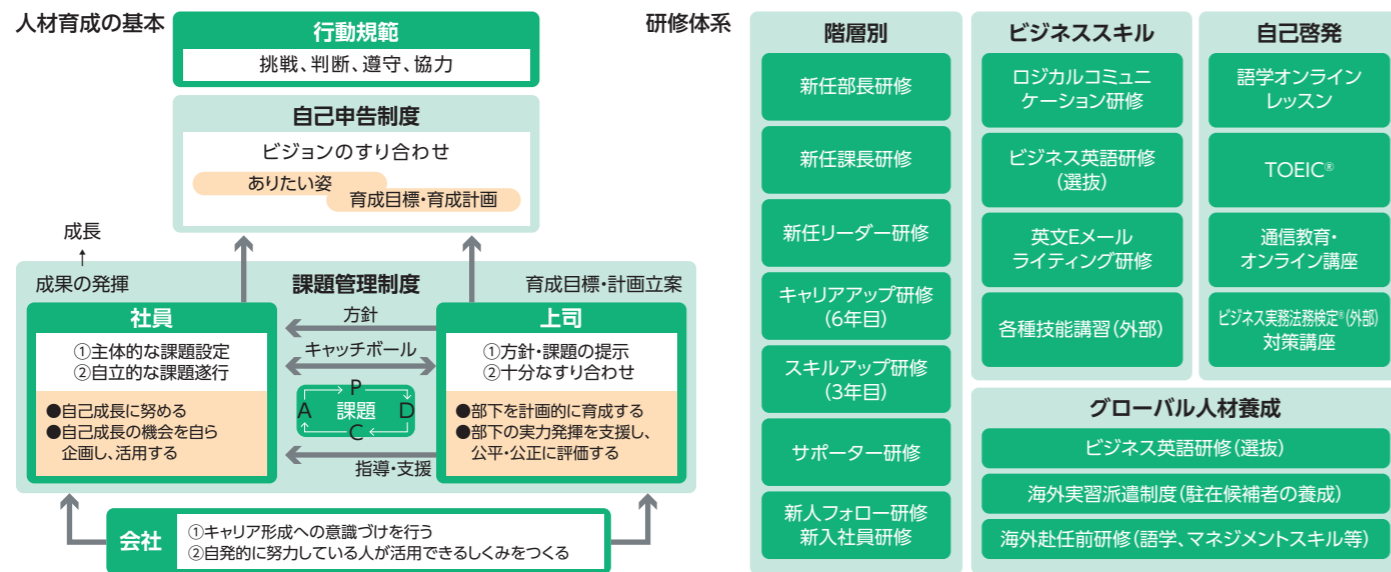 人材育成の基本
行動規範
挑戦、判断、遵守、協力
自己申告制度
ビジョンのすり合わせ
ありたい姿
育成目標・育成計画
成長
↑
成果の発揮
課題管理制度
育成目標・計画立案
社員
①主体的な課題設定
②自立的な課題遂行
●自己成長に努める
●自己成長の機会を自ら
企画し、活用する
方針
キャッチボール
P
A 課題 D
C
指導・支援
上司
①方針・課題の提示
②十分なすり合わせ
●部下を計画的に育成する
●部下の実力発揮を支援し、
公平・公正に評価する
会社
①キャリア形成への意識づけを行う
②自発的に努力している人が活用できるしくみをつくる
研修体系
階層別
新任部長研修
新任課長研修
新任リーダー研修
キャリアアップ研修
(6年目)
スキルアップ研修
(3年目)
サポーター研修
新人フォロー研修
新入社員研修
ビジネススキル
ロジカルコミュニ
ケーション研修
ビジネス英語研修
(選抜)
英文Eメール
ライティング研修
各種技能講習(外部)
自己啓発
語学オンライン
レッスン
TOEIC®
通信教育・
オンライン講座
ビジネス実務法務検定®(外部)
対策講座
グローバル人材養成
ビジネス英語研修(選抜)
海外実習派遣制度(駐在候補者の養成)
海外赴任前研修(語学、マネジメントスキル等)